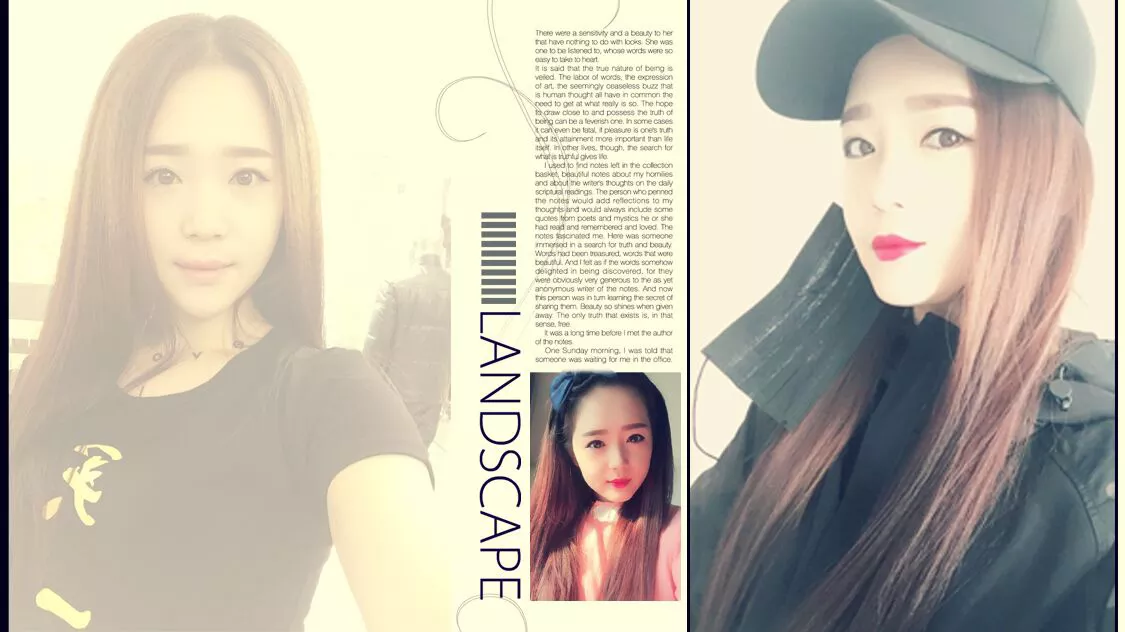 There were a sensitivity and a beauty to her
that have nothing to do with looks. She was
one to be listened to, whose words were so
easy to take to heart.
It is said that the true nature of being is
veiled. The labor of words, the expression
of art, the seemingly ceaseless buzz that
is human thought all have in common the
need to get at what really is so. The hope
to draw close to and possess the truth of
being can be a feverish one. In some cases
it can even be fatal, if pleasure is one's truth
and its attainment more important than life
itself. In other lives, though, the search for
what is truthful gives life.
I used to find notes left in the collection
basket, beautiful notes about my homilies
and about the writer's thoughts on the daily
scriptural readings. The person who penned
the notes would add reflections to my
thoughts and would always include some
quotes from poets and mystics he or she
had read and remembered and loved. The
notes fascinated me. Here was someone
immersed in a search for truth and beauty.
Words had been treasured, words that were
beautiful. And I felt as if the words somehow
delighted in being discovered, for they
were obviously very generous to the as yet
anonymous writer of the notes. And now
this person was in turn learning the secret of
sharing them. Beauty so shines when given
away. The only truth that exists is, in that
sense, free.
It was a long time before I met the author
of the notes.
One Sunday morning, I was told that
someone was waiting for me in the office.
LANDSCAPE